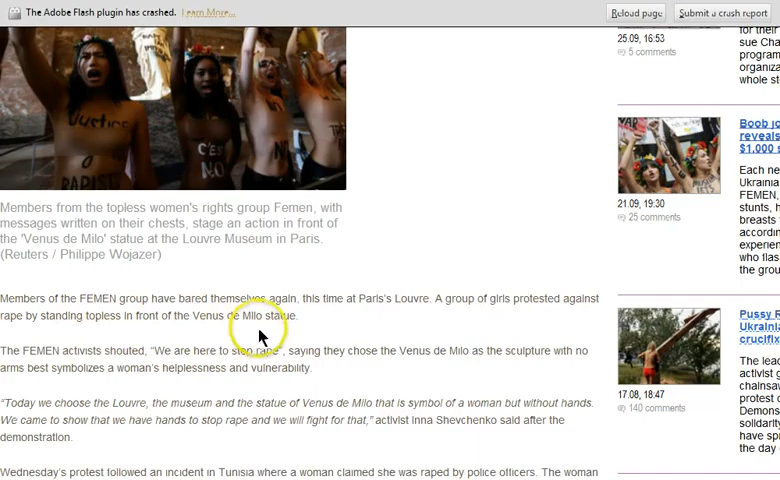 The Adobe Flash plugin has crashed. Learn More...
Reload page
Submit a crash report
Justice
RAPIST
C'EST
NO!
Members from the topless women's rights group Femen, with
messages written on their chests, stage an action in front of
the 'Venus de Milo' statue at the Louvre Museum in Paris.
(Reuters / Philippe Wojazer)
Members of the FEMEN group have bared themselves again, this time at Paris's Louvre. A group of girls protested against
rape by standing topless in front of the Venus de Milo statue.
The FEMEN activists shouted, "We are here to stop rape", saying they chose the Venus de Milo as the sculpture with no
arms best symbolizes a woman's helplessness and vulnerability.
“Today we choose the Louvre, the museum and the statue of Venus de Milo that is symbol of a woman but without hands.
We came to show that we have hands to stop rape and we will fight for that,” activist Inna Shevchenko said after the
demonstration.
Wednesday's protest followed an incident in Tunisia where a woman claimed she was raped by police officers. The woman
25.09, 16:53
5 comments
for their
sue Cha
program
organiza
whole st
Boob jo
reveals
$1,000 s
Each ne
Ukrainia
FEMEN,
stunts, h
breasts
accordin
experien
who flas
the grou
21.09, 19:30
25 comments
Pussy R
Ukraini
crucifix
The lead
activist g
chainsaw
protest c
Demons
solidarity
have spr
the day
17.08, 18:47
140 comments